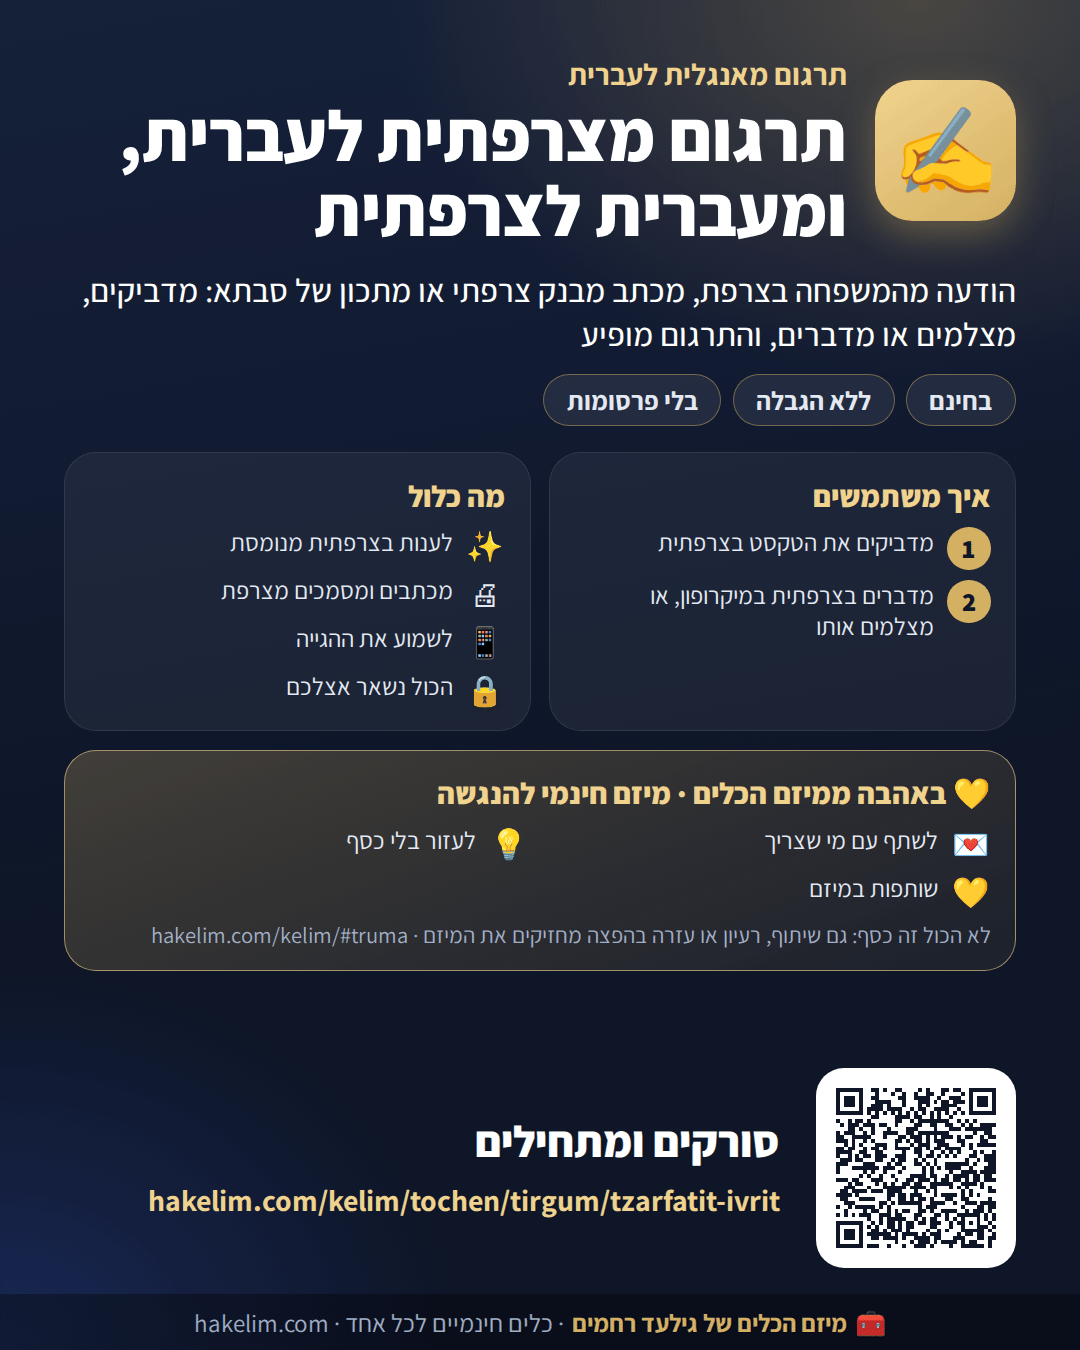 תרגום מאנגלית לעברית
תרגום מצרפתית לעברית,
ומעברית לצרפתית
הודעה מהמשפחה בצרפת, מכתב מבנק צרפתי או מתכון של סבתא: מדביקים,
מצלמים או מדברים, והתרגום מופיע
בחינם
ללא הגבלה
בלי פרסומות
איך משתמשים
1 מדביקים את הטקסט בצרפתית
2 מדברים בצרפתית במיקרופון, או
מצלמים אותו
מה כלול
לענות בצרפתית מנומסת
מכתבים ומסמכים מצרפת
לשמוע את ההגייה
הכול נשאר אצלכם
באהבה ממיזם הכלים · מיזם חינמי להנגשה
לשתף עם מי שצריך
לעזור בלי כסף
שותפות במיזם
לא הכול זה כסף: גם שיתוף, רעיון או עזרה בהפצה מחזיקים את המיזם · hakelim.com/kelim/#truma
סורקים ומתחילים
hakelim.com/kelim/tochen/tirgum/tzarfatit-ivrit
מיזם הכלים של גילעד רחמים · כלים חינמיים לכל אחד · hakelim.com